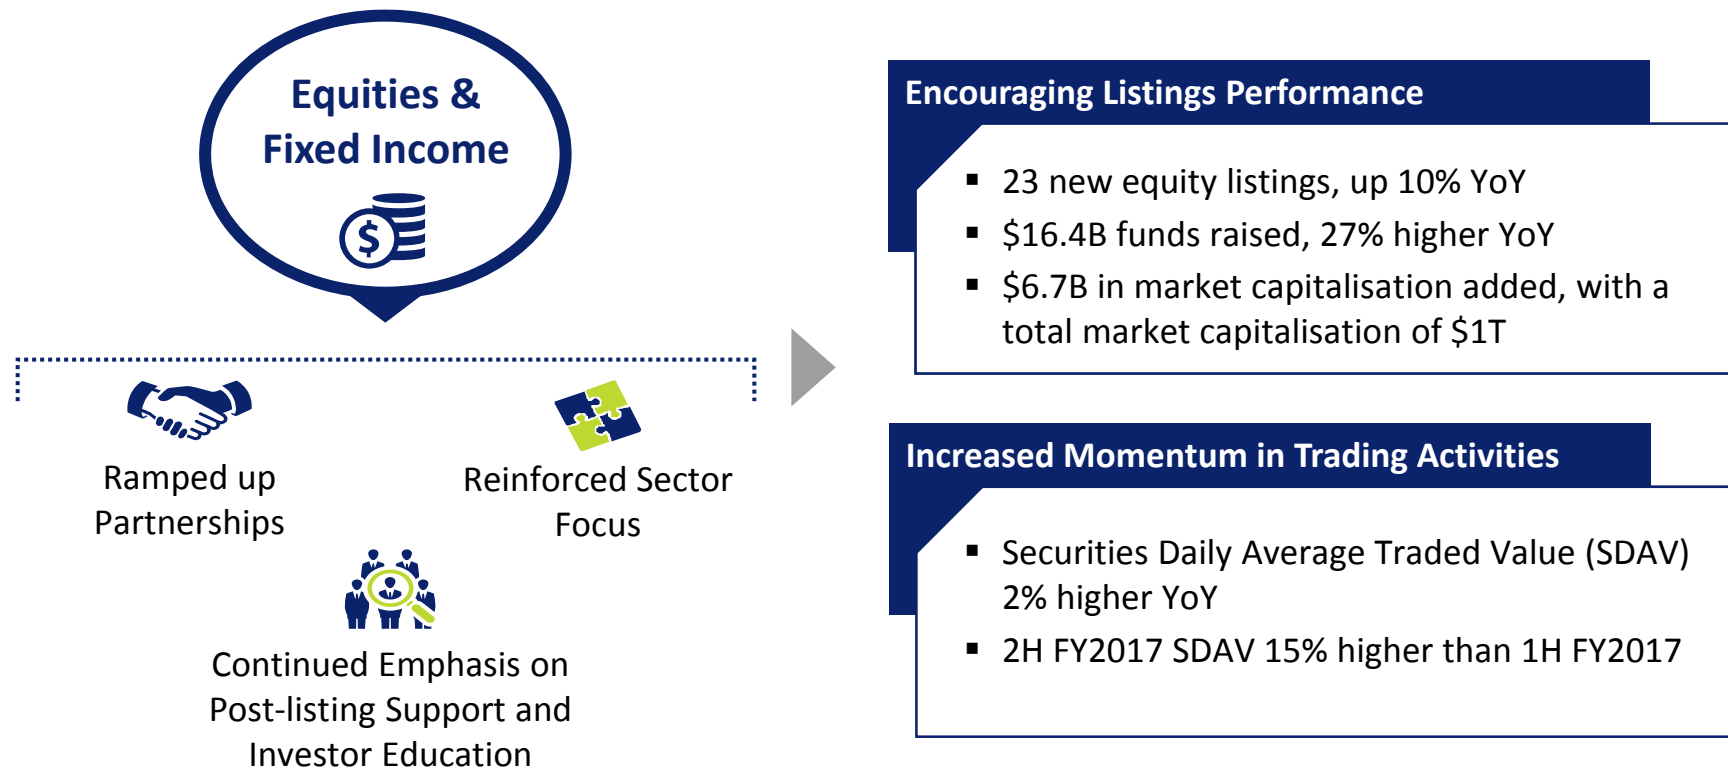 Equities &
Fixed Income
$
Ramped up
Partnerships
Reinforced Sector
Focus
Continued Emphasis on
Post-listing Support and
Investor Education
Encouraging Listings Performance
▪ 23 new equity listings, up 10% YoY
▪ $16.4B funds raised, 27% higher YoY
▪ $6.7B in market capitalisation added, with a
total market capitalisation of $1T
Increased Momentum in Trading Activities
▪ Securities Daily Average Traded Value (SDAV)
2% higher YoY
▪ 2H FY2017 SDAV 15% higher than 1H FY2017